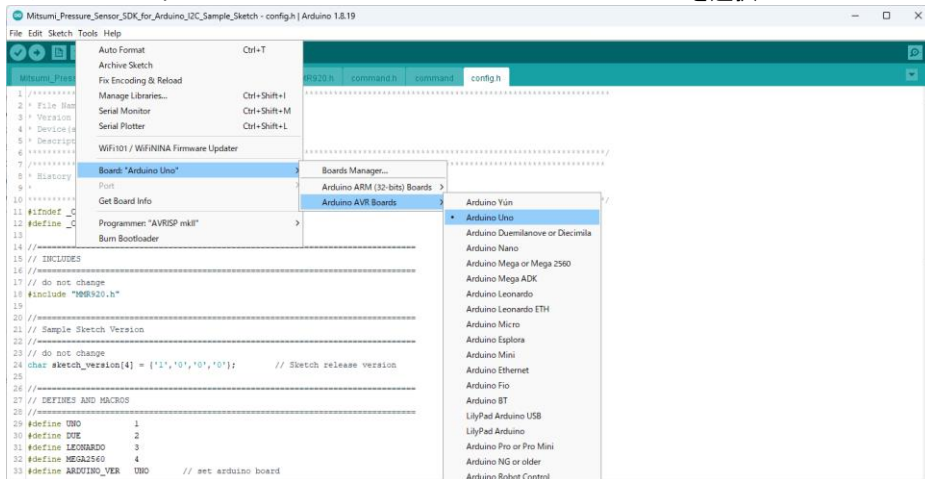 Mitsumi_Pressure_Sensor_SDK_for_Arduino_I2C_Sample_Sketch - config.h | Arduino 1.8.19
File Edit Sketch Tools Help
Mitsumi_Pres
MR920.h command.h command config.h
Auto Format Ctrl+T
Archive Sketch
Fix Encoding & Reload
Manage Libraries... Ctrl+Shift+I
Serial Monitor Ctrl+Shift+M
Serial Plotter Ctrl+Shift+L
WiFi101 / WiFiNINA Firmware Updater
Board: "Arduino Uno"
Port
Get Board Info
Programmer: "AVRISP mkII"
Burn Bootloader
Boards Manager...
Arduino ARM (32-bits) Boards
Arduino AVR Boards
Arduino Yún
Arduino Uno
Arduino Duemilanove or Diecimila
Arduino Nano
Arduino Mega or Mega 2560
Arduino Mega ADK
Arduino Leonardo
Arduino Leonardo ETH
Arduino Micro
Arduino Esplora
Arduino Mini
Arduino Ethernet
Arduino Fio
Arduino BT
LilyPad Arduino USB
LilyPad Arduino
Arduino Pro or Pro Mini
Arduino NG or older
Arduino Robot Control
1 /*********
2 * File Nam
3 * Version
4 * Device(s
5 * Descript
6 **********
7 /*********
8 * History
9 *
10 **********
11 #ifndef _C
12 #define _C
13
14 //==========
15 // INCLUDES
16 //==========
17 // do not change
18 #include "MMR920.h"
19
20 //==========
21 // Sample Sketch Version
22 //==========
23 // do not change
24 char sketch_version[4] = {'1','0','0','0'}; // Sketch release version
25
26 //==========
27 // DEFINES AND MACROS
28 //==========
29 #define UNO 1
30 #define DUE 2
31 #define LEONARDO 3
32 #define MEGA2560 4
33 #define ARDUINO_VER UNO // set arduino board